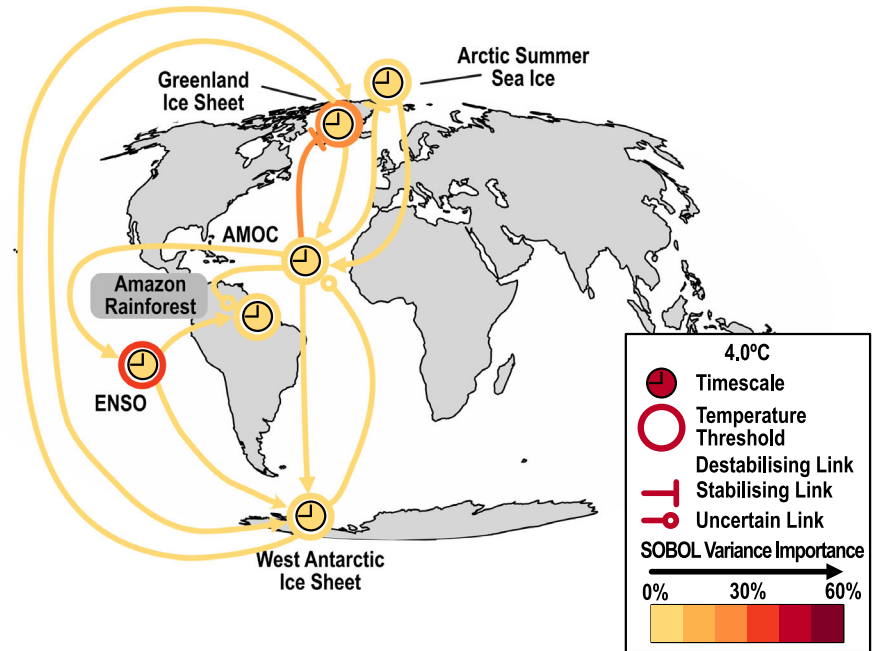 Arctic Summer
Sea Ice
Greenland
Ice Sheet
AMOC
Amazon
Rainforest
ENSO
West Antarctic
Ice Sheet
4.0ºC
Timescale
Temperature
Threshold
Destabilising Link
Stabilising Link
Uncertain Link
SOBOL Variance Importance
0% 30% 60%